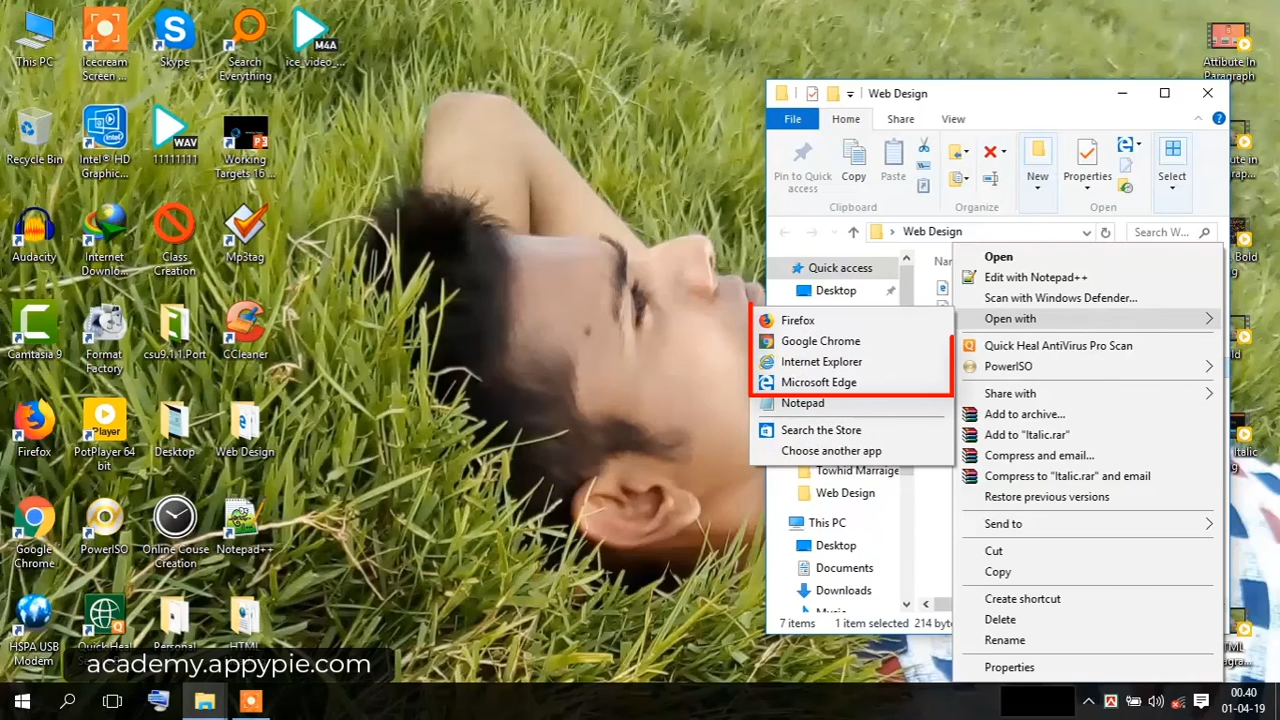 This PC
Icecream
Screen ...
Skype
Search
Everything
M4A
ice_video_...
Recycle Bin
Intel® HD
Graphic...
WAV
11111111
Working
Targets 16 ...
Audacity
Internet
Downlo...
Class
Creation
Mp3tag
Camtasia 9
Format
Factory
csu9.1.1.Port
CCleaner
Firefox
Player
PotPlayer 64
bit
Desktop
Web Design
Google
Chrome
PowerISO
Online Couse
Creation
Notepad++
HSPA USB
Modem
Quick Heal
Personal
HTML
academy.appypie.com
Web Design
File
Home
Share
View
Pin to Quick
access
Copy
Paste
New
Properties
Select
Clipboard
Organize
Open
Web Design
Search W...
Quick access
Desktop
Firefox
Google Chrome
Internet Explorer
Microsoft Edge
Notepad
Search the Store
Choose another app
Towhid Marraige
Web Design
This PC
Desktop
Documents
Downloads
Music
7 items
1 item selected
214 byt
Open
Edit with Notepad++
Scan with Windows Defender...
Open with
Quick Heal AntiVirus Pro Scan
PowerISO
Share with
Add to archive...
Add to "Italic.rar"
Compress and email...
Compress to "Italic.rar" and email
Restore previous versions
Send to
Cut
Copy
Create shortcut
Delete
Rename
Properties
Attibute In
Paragraph
00.40
01-04-19